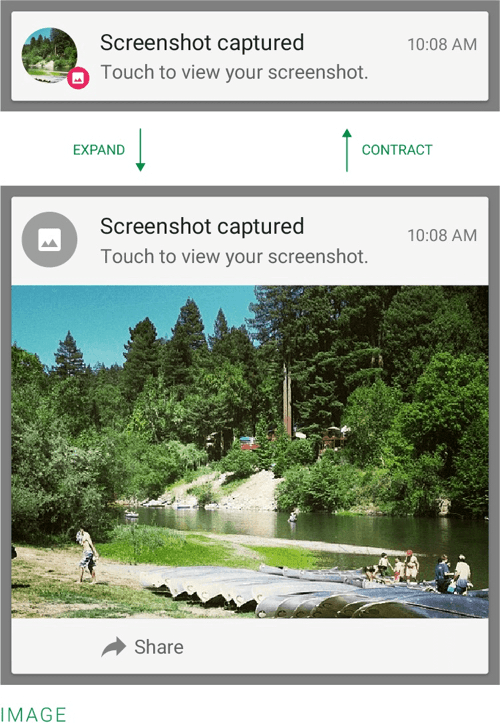 Screenshot captured
10:08 AM
Touch to view your screenshot.
EXPAND
CONTRACT
Screenshot captured
10:08 AM
Touch to view your screenshot.
Share
IMAGE